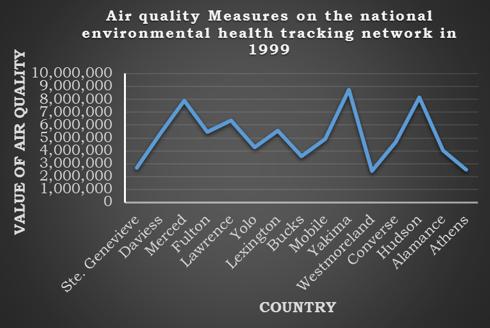 Air quality Measures on the national
environmental health tracking network in
1999
VALUE OF AIR QUALITY
10,000,000
9,000,000
8,000,000
7,000,000
6,000,000
5,000,000
4,000,000
3,000,000
2,000,000
1,000,000
0
Ste. Genevieve
Daviess
Merced
Fulton
Lawrence
Yolo
Lexington
Bucks
Mobile
Yakima
Westmoreland
Converse
Hudson
Alamance
Athens
COUNTRY